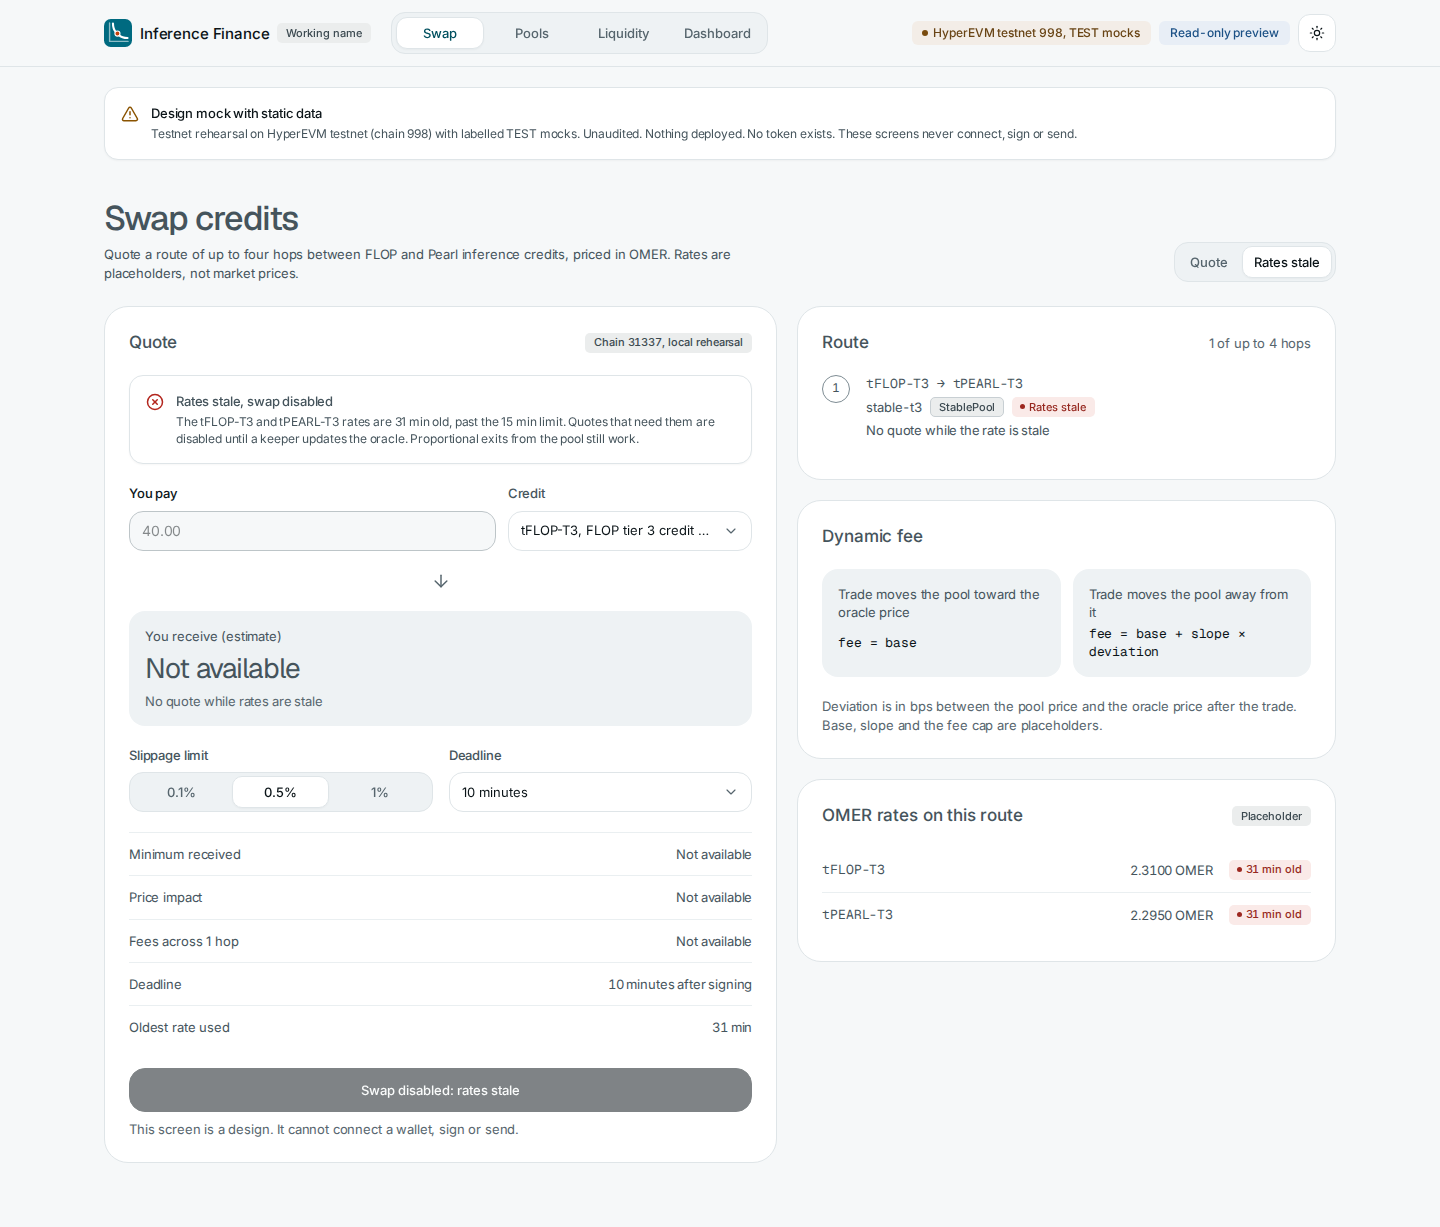 Inference Finance
Working name
Swap
Pools
Liquidity
Dashboard
HyperEVM testnet 998, TEST mocks
Read-only preview
Design mock with static data
Testnet rehearsal on HyperEVM testnet (chain 998) with labelled TEST mocks. Unaudited. Nothing deployed. No token exists. These screens never connect, sign or send.
Swap credits
Quote a route of up to four hops between FLOP and Pearl inference credits, priced in OMER. Rates are
placeholders, not market prices.
Quote
Rates stale
Quote
Chain 31337, local rehearsal
Rates stale, swap disabled
The tFLOP-T3 and tPEARL-T3 rates are 31 min old, past the 15 min limit. Quotes that need them are
disabled until a keeper updates the oracle. Proportional exits from the pool still work.
You pay
Credit
40.00
tFLOP-T3, FLOP tier 3 credit ...
You receive (estimate)
Not available
No quote while rates are stale
Slippage limit
Deadline
0.1%
0.5%
1%
10 minutes
Minimum received
Not available
Price impact
Not available
Fees across 1 hop
Not available
Deadline
10 minutes after signing
Oldest rate used
31 min
Swap disabled: rates stale
This screen is a design. It cannot connect a wallet, sign or send.
Route
1 of up to 4 hops
1
tFLOP-T3 → tPEARL-T3
stable-t3
StablePool
Rates stale
No quote while the rate is stale
Dynamic fee
Trade moves the pool toward the
oracle price
fee = base
Trade moves the pool away from
it
fee = base + slope ×
deviation
Deviation is in bps between the pool price and the oracle price after the trade.
Base, slope and the fee cap are placeholders.
OMER rates on this route
Placeholder
tFLOP-T3
2.3100 OMER
31 min old
tPEARL-T3
2.2950 OMER
31 min old